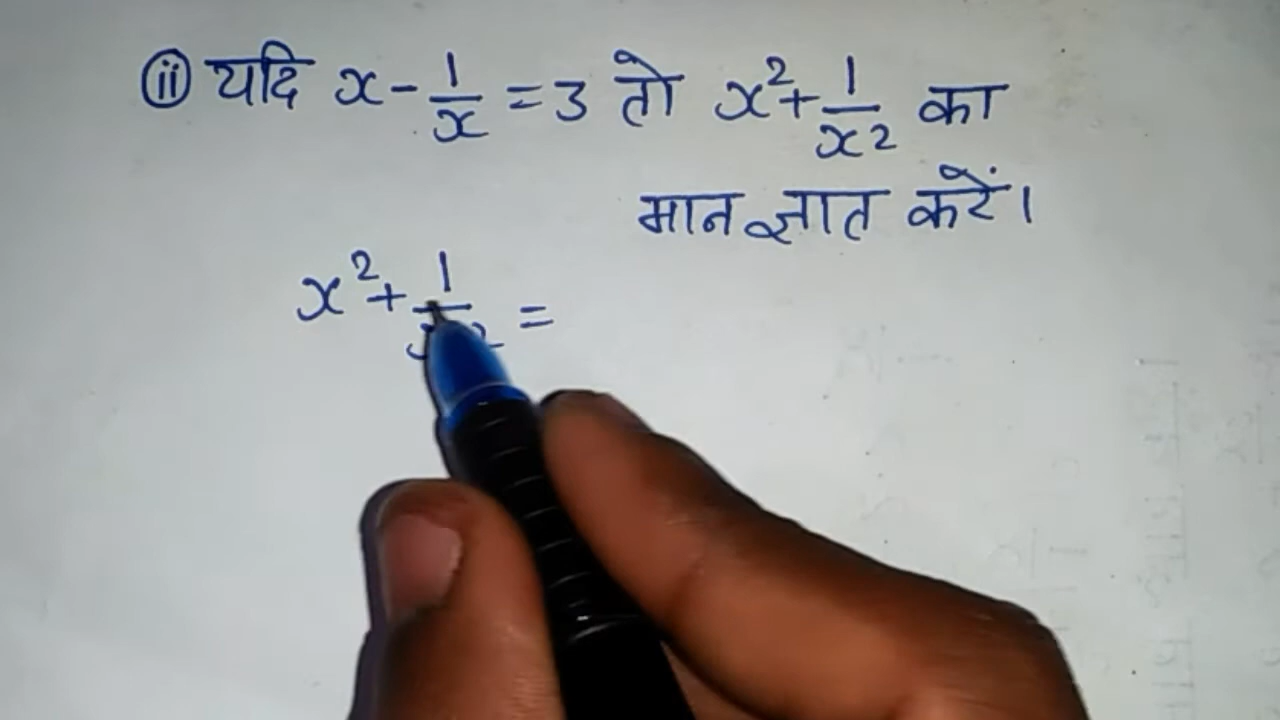 (ii) यदि x - 1/x = 3 तो x² + 1/x² का
मान ज्ञात करें।
x² + 1/x² =